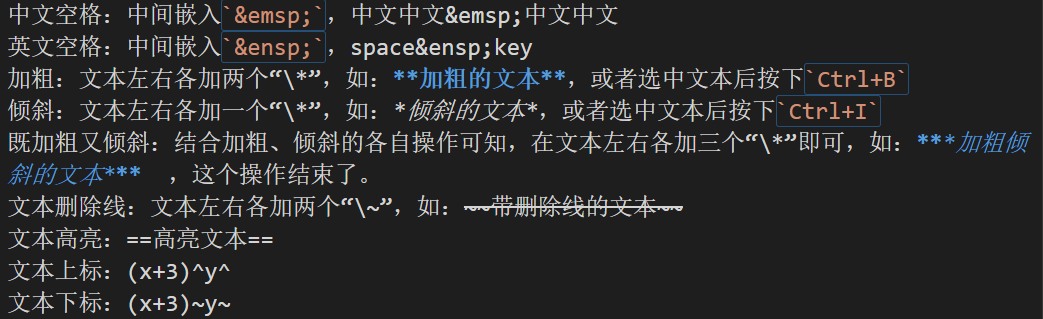 中文空格：中间嵌入`&emsp;`，中文中文&emsp;中文中文
英文空格：中间嵌入`&ensp;`，space&ensp;key
加粗：文本左右各加两个“\*”，如：**加粗的文本**，或者选中文本后按下`Ctrl+B`
倾斜：文本左右各加一个“\*”，如：*倾斜的文本*，或者选中文本后按下`Ctrl+I`
既加粗又倾斜：结合加粗、倾斜的各自操作可知，在文本左右各加三个“\*”即可，如：***加粗倾
斜的文本***　，这个操作结束了。
文本删除线：文本左右各加两个“\~”，如：~~带删除线的文本~~
文本高亮：==高亮文本==
文本上标：(x+3)^y^
文本下标：(x+3)~y~